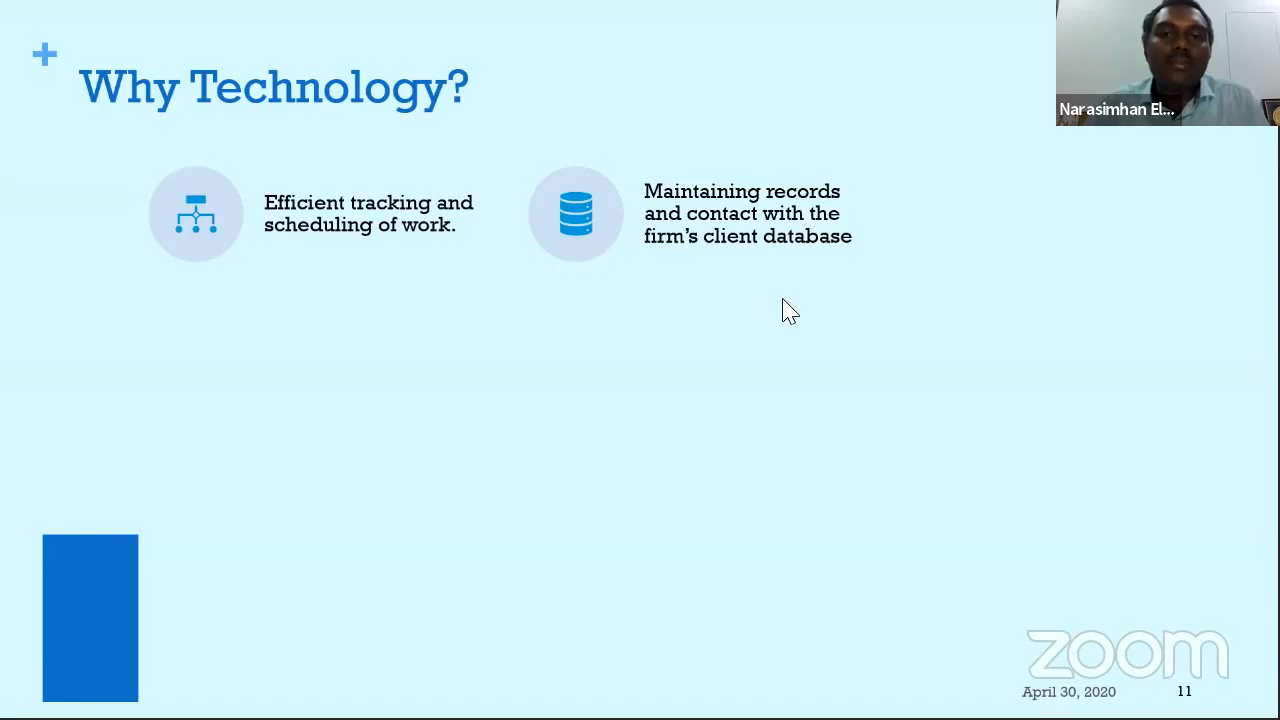 Why Technology?
Narasimhan El...
Efficient tracking and
scheduling of work.
Maintaining records
and contact with the
firm's client database
zoom
April 30, 2020
11